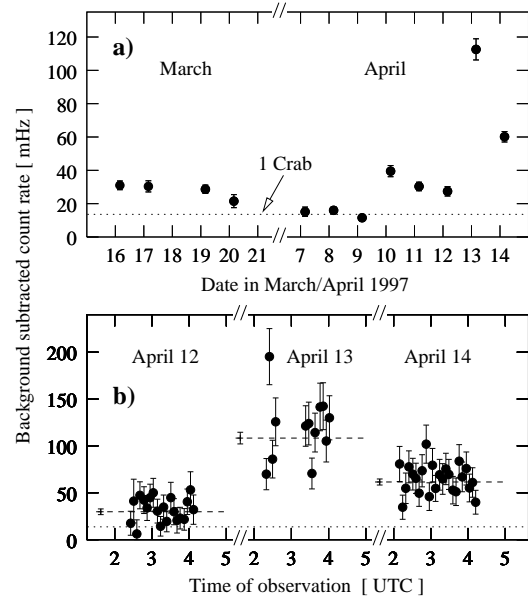 Background subtracted count rate [ mHz ]
a)
March
April
1 Crab
120
100
80
60
40
20
0
16 17 18 19 20 21 7 8 9 10 11 12 13 14
Date in March/April 1997
b)
April 12
April 13
April 14
200
150
100
50
0
2 3 4 5 2 3 4 5 2 3 4 5
Time of observation [ UTC ]